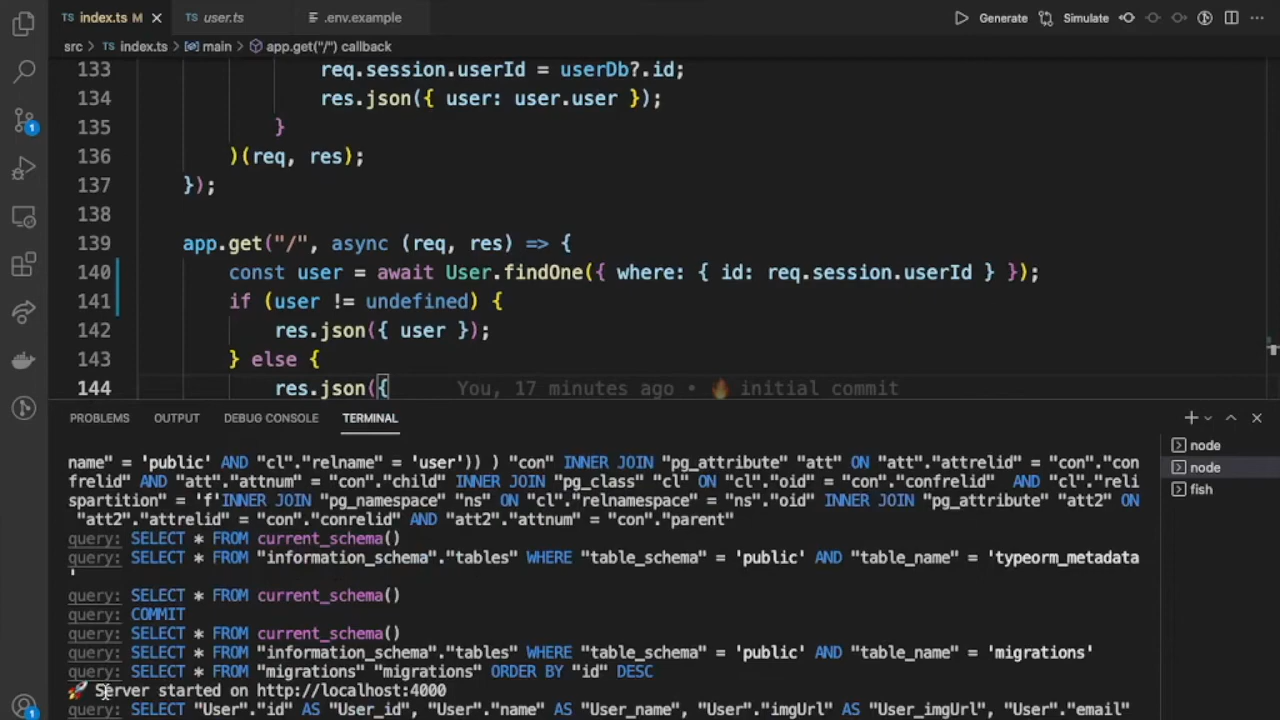 TS index.ts M
TS user.ts
.env.example
Generate
Simulate
src > TS index.ts > main > app.get("/") callback
133 req.session.userId = userDb?.id;
134 res.json({ user: user.user });
135 }
136 )(req, res);
137 });
138
139 app.get("/", async (req, res) => {
140 const user = await User.findOne({ where: { id: req.session.userId } });
141 if (user != undefined) {
142 res.json({ user });
143 } else {
144 res.json({ You, 17 minutes ago • 🔥 initial commit
1
PROBLEMS OUTPUT DEBUG CONSOLE TERMINAL
node
node
fish
name" = 'public' AND "cl"."relname" = 'user')) ) "con" INNER JOIN "pg_attribute" "att" ON "att"."attrelid" = "con"."con
frelid" AND "att"."attnum" = "con"."child" INNER JOIN "pg_class" "cl" ON "cl"."oid" = "con"."confrelid" AND "cl"."reli
spartition" = 'f'INNER JOIN "pg_namespace" "ns" ON "cl"."relnamespace" = "ns"."oid" INNER JOIN "pg_attribute" "att2" ON
"att2"."attrelid" = "con"."conrelid" AND "att2"."attnum" = "con"."parent"
query: SELECT * FROM current_schema()
query: SELECT * FROM "information_schema"."tables" WHERE "table_schema" = 'public' AND "table_name" = 'typeorm_metadata
'
query: SELECT * FROM current_schema()
query: COMMIT
query: SELECT * FROM current_schema()
query: SELECT * FROM "information_schema"."tables" WHERE "table_schema" = 'public' AND "table_name" = 'migrations'
query: SELECT * FROM "migrations" "migrations" ORDER BY "id" DESC
🚀 Server started on http://localhost:4000
query: SELECT "User"."id" AS "User_id", "User"."name" AS "User_name", "User"."imgUrl" AS "User_imgUrl", "User"."email"
1